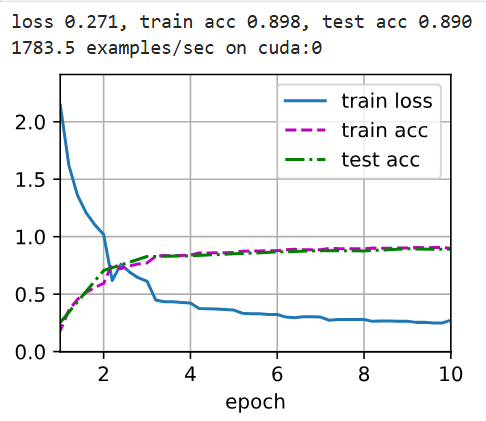 loss 0.271, train acc 0.898, test acc 0.890
1783.5 examples/sec on cuda:0
train loss
train acc
test acc
2.0
1.5
1.0
0.5
0.0
2 4 6 8 10
epoch